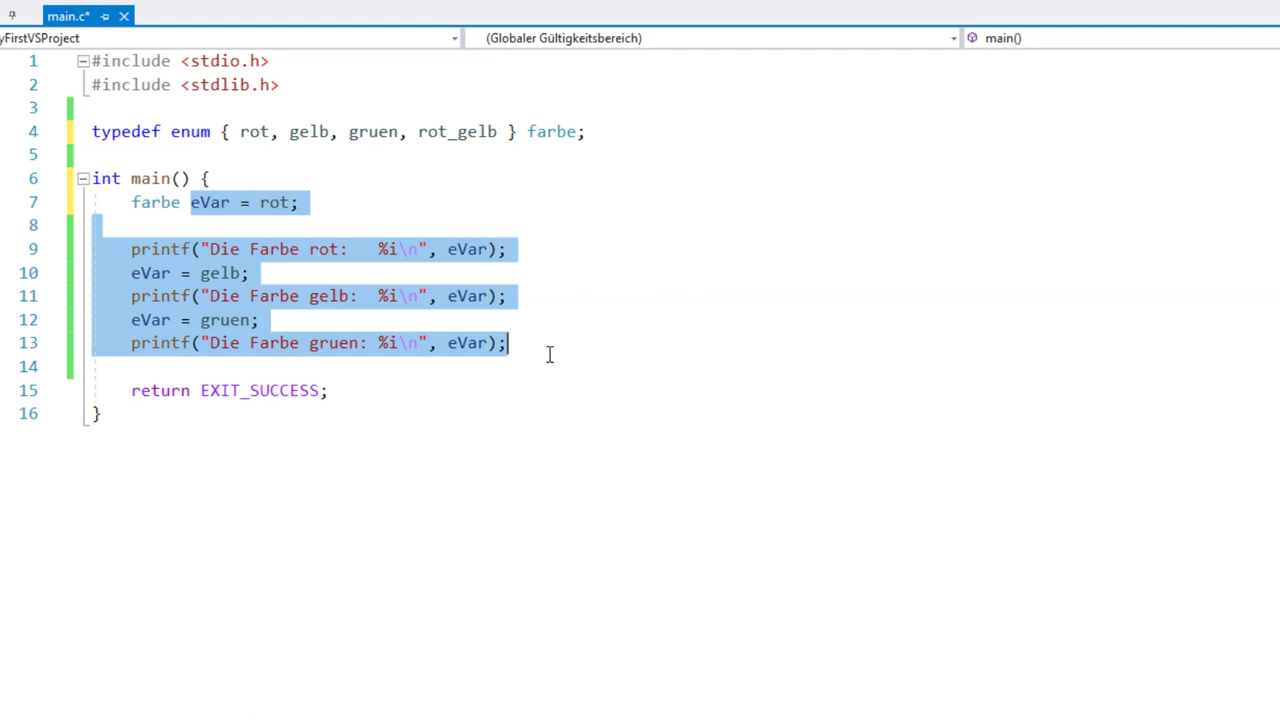 main.c*
yFirstVSProject
(Globaler Gültigkeitsbereich)
main()
1 #include <stdio.h>
2 #include <stdlib.h>
3
4 typedef enum { rot, gelb, gruen, rot_gelb } farbe;
5
6 int main() {
7     farbe eVar = rot;
8
9     printf("Die Farbe rot:   %i\n", eVar);
10     eVar = gelb;
11     printf("Die Farbe gelb:  %i\n", eVar);
12     eVar = gruen;
13     printf("Die Farbe gruen: %i\n", eVar);
14
15     return EXIT_SUCCESS;
16 }